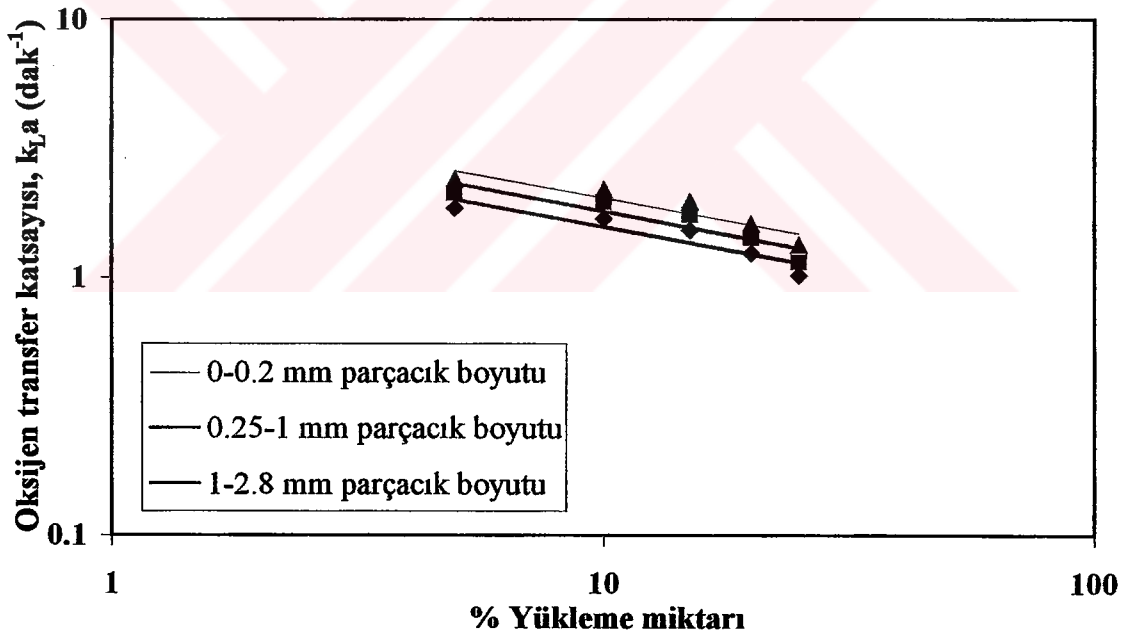 Oksijen transfer katsayısı, k_La (dak^-1)
10
1
0.1
0-0.2 mm parçacık boyutu
0.25-1 mm parçacık boyutu
1-2.8 mm parçacık boyutu
1
10
100
% Yükleme miktarı